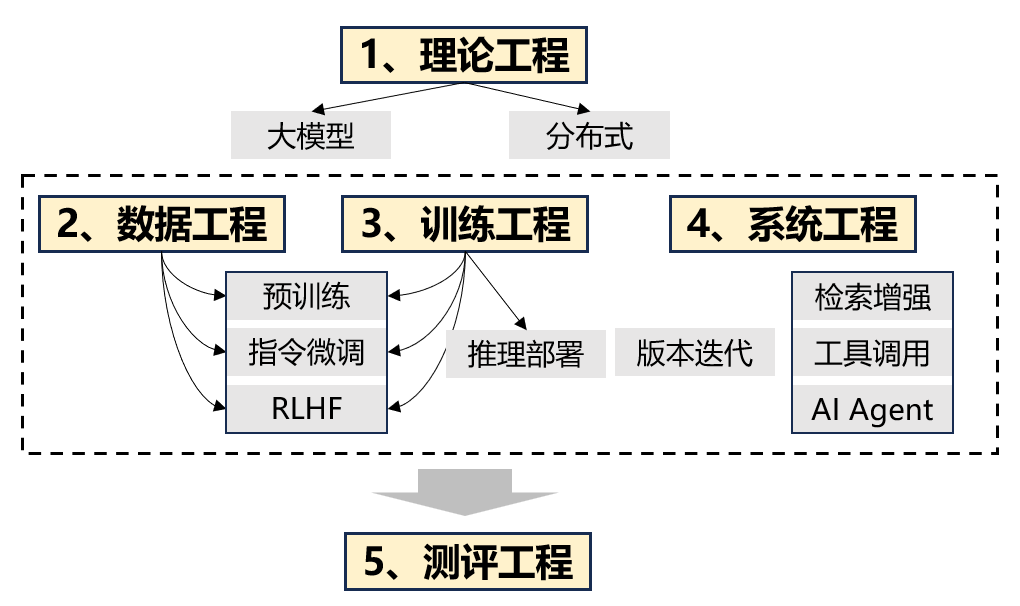 1、理论工程
大模型
分布式
2、数据工程
3、训练工程
4、系统工程
预训练
指令微调
RLHF
推理部署
版本迭代
检索增强
工具调用
AI Agent
5、测评工程